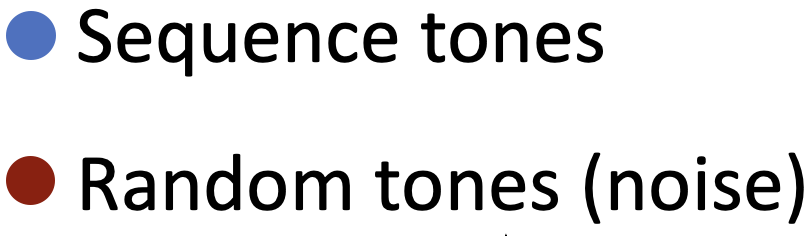 Sequence tones
Random tones (noise)